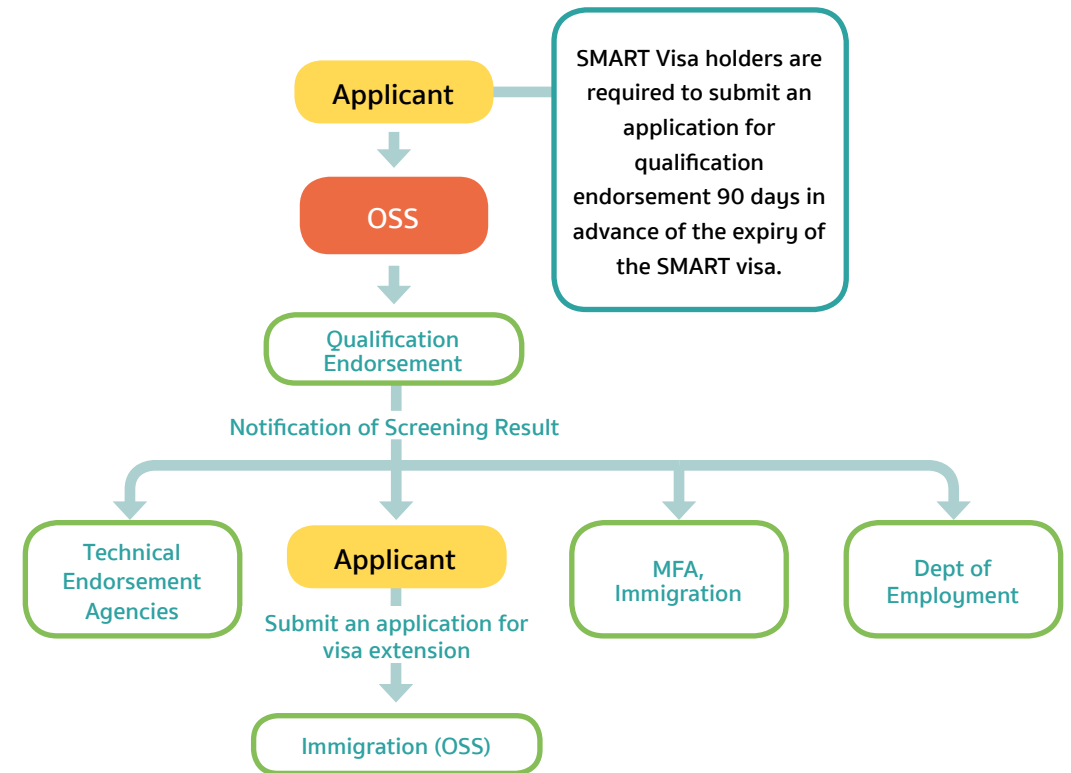 Applicant
SMART Visa holders are
required to submit an
application for
qualification
endorsement 90 days in
advance of the expiry of
the SMART visa.
OSS
Qualification
Endorsement
Notification of Screening Result
Technical
Endorsement
Agencies
Applicant
Submit an application for
visa extension
Immigration (OSS)
MFA,
Immigration
Dept of
Employment